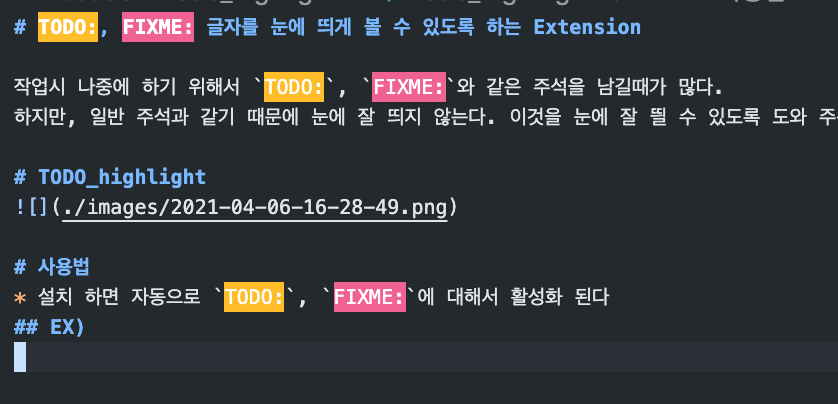 # TODO:, FIXME: 글자를 눈에 띄게 볼 수 있도록 하는 Extension
작업시 나중에 하기 위해서 `TODO:`, `FIXME:`와 같은 주석을 남길때가 많다.
하지만, 일반 주석과 같기 때문에 눈에 잘 띄지 않는다. 이것을 눈에 잘 띌 수 있도록 도와
# TODO_highlight
![](./images/2021-04-06-16-28-49.png)
# 사용법
* 설치 하면 자동으로 `TODO:`, `FIXME:`에 대해서 활성화 된다
## EX)